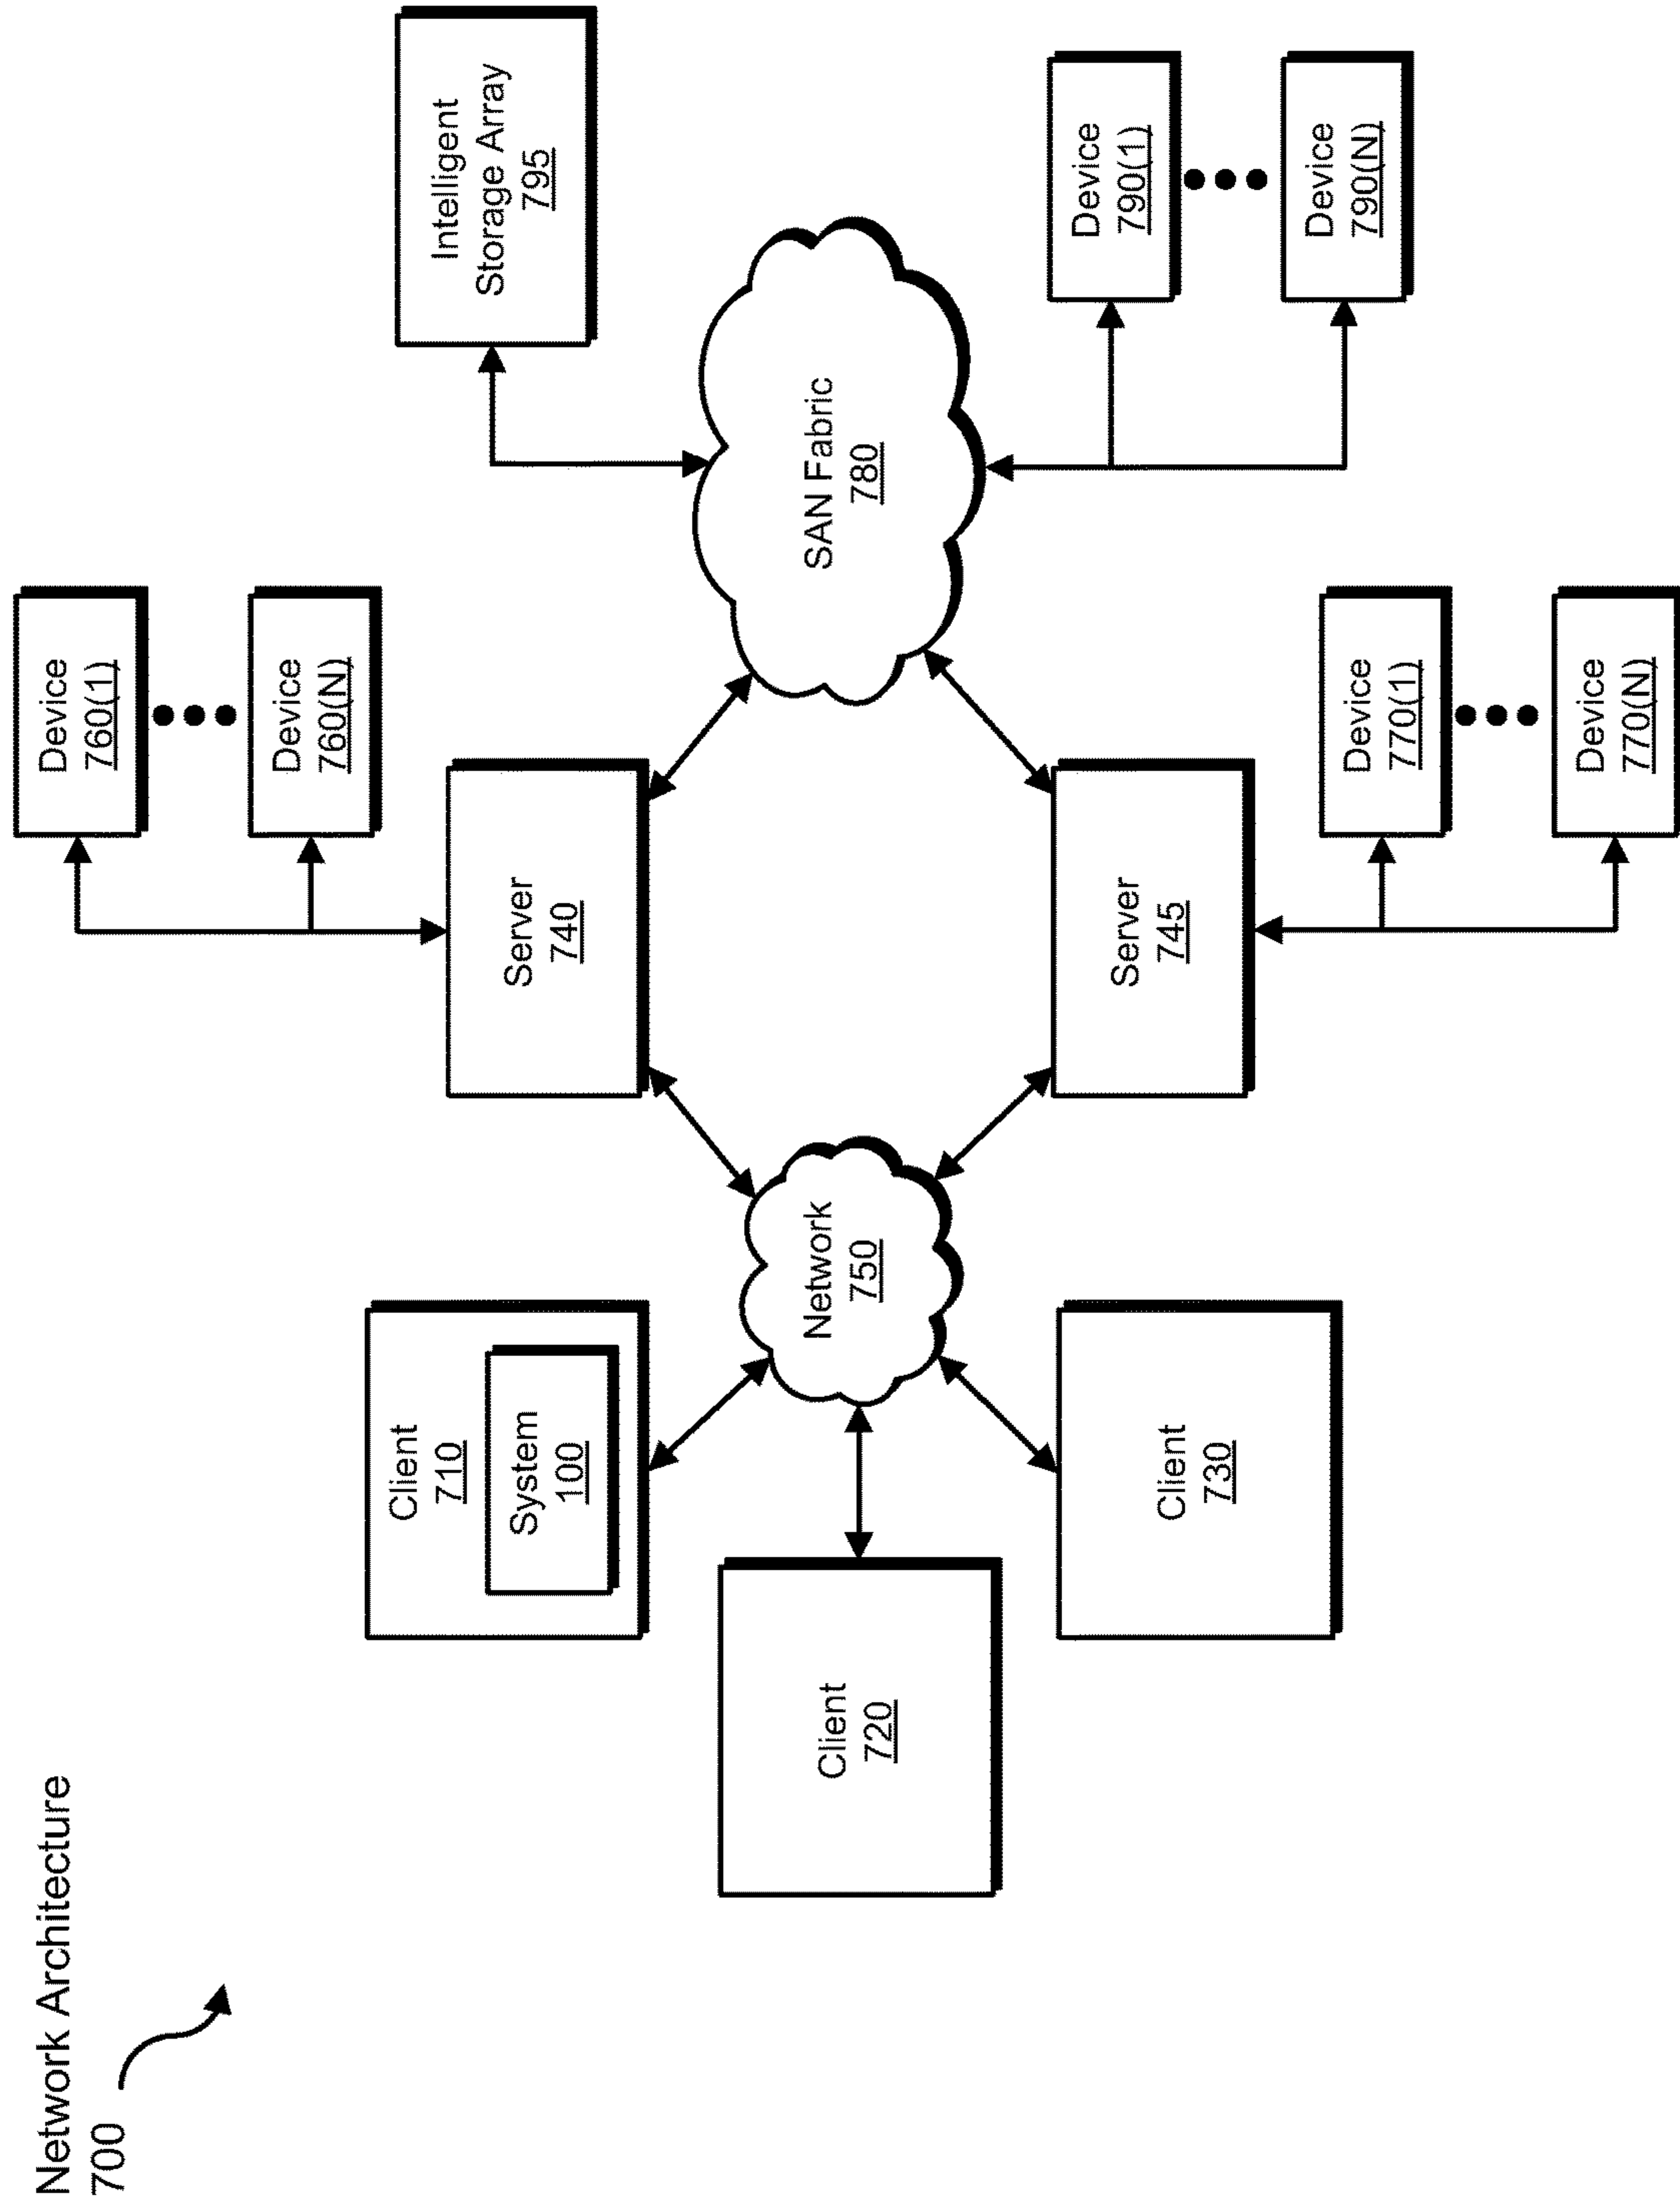 Network Architecture
700
Client
710
System
100
Client
720
Client
730
Network
750
Server
740
Server
745
Device
760(1)
Device
760(N)
Device
770(1)
Device
770(N)
SAN Fabric
780
Intelligent
Storage Array
795
Device
790(1)
Device
790(N)